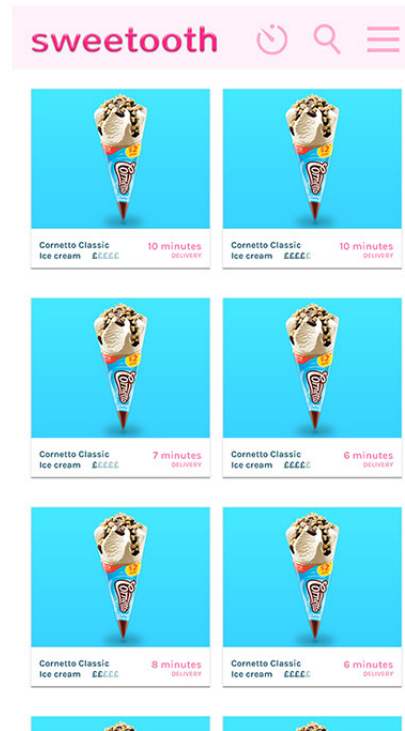 sweetooth
Cornetto Classic
Ice cream £££££
10 minutes
DELIVERY
Cornetto Classic
Ice cream £££££
10 minutes
DELIVERY
Cornetto Classic
Ice cream £££££
7 minutes
DELIVERY
Cornetto Classic
Ice cream £££££
6 minutes
DELIVERY
Cornetto Classic
Ice cream £££££
8 minutes
DELIVERY
Cornetto Classic
Ice cream £££££
6 minutes
DELIVERY